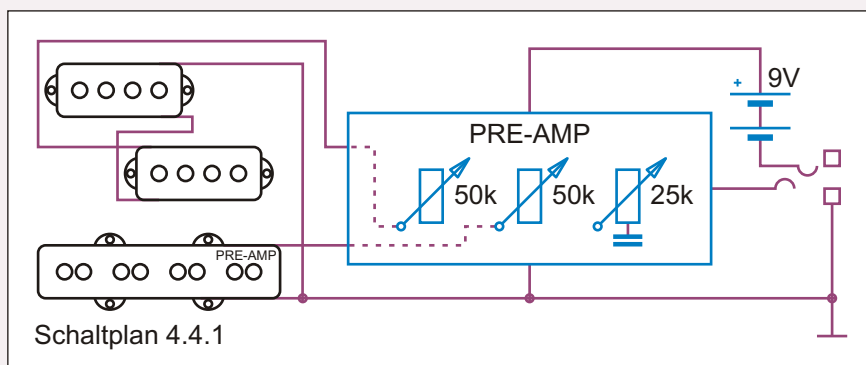 + 9V
PRE-AMP
50k 50k 25k
PRE-AMP
Schaltplan 4.4.1